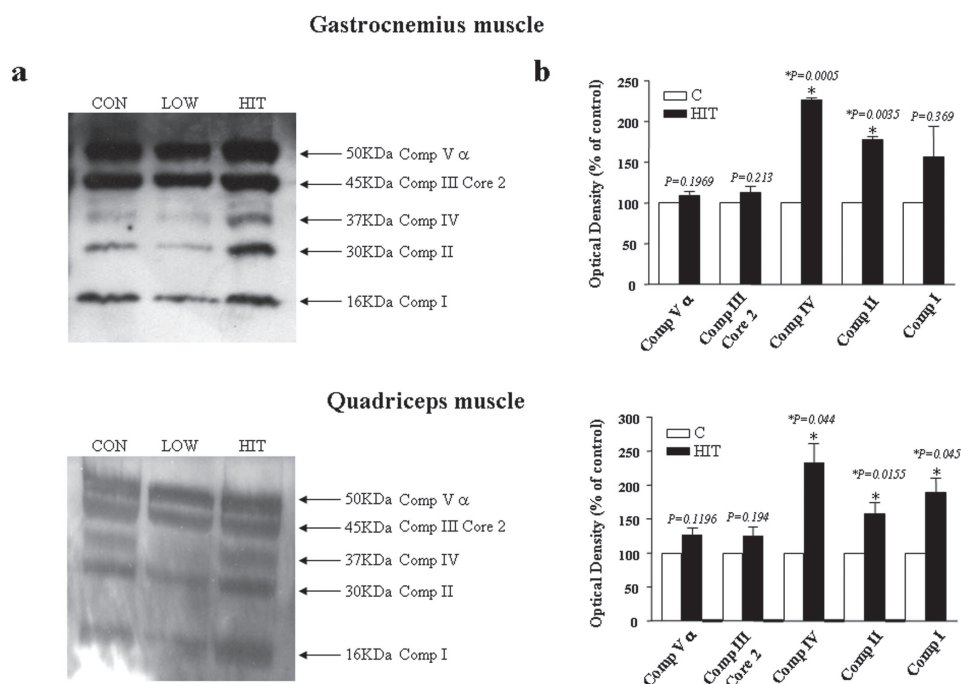 Gastrocnemius muscle
a
CON LOW HIT
50KDa Comp V α
45KDa Comp III Core 2
37KDa Comp IV
30KDa Comp II
16KDa Comp I
b
Optical Density (% of control)
250
200
150
100
50
0
C
HIT
P=0.1969
P=0.213
*P=0.0005
*
*P=0.0035
*
P=0.369
Comp V α
Comp III
Core 2
Comp IV
Comp II
Comp I
Quadriceps muscle
CON LOW HIT
50KDa Comp V α
45KDa Comp III Core 2
37KDa Comp IV
30KDa Comp II
16KDa Comp I
Optical Density (% of control)
300
250
200
150
100
50
0
C
HIT
P=0.1196
P=0.194
*P=0.044
*
*P=0.0155
*
*P=0.045
*
Comp V α
Comp III
Core 2
Comp IV
Comp II
Comp I